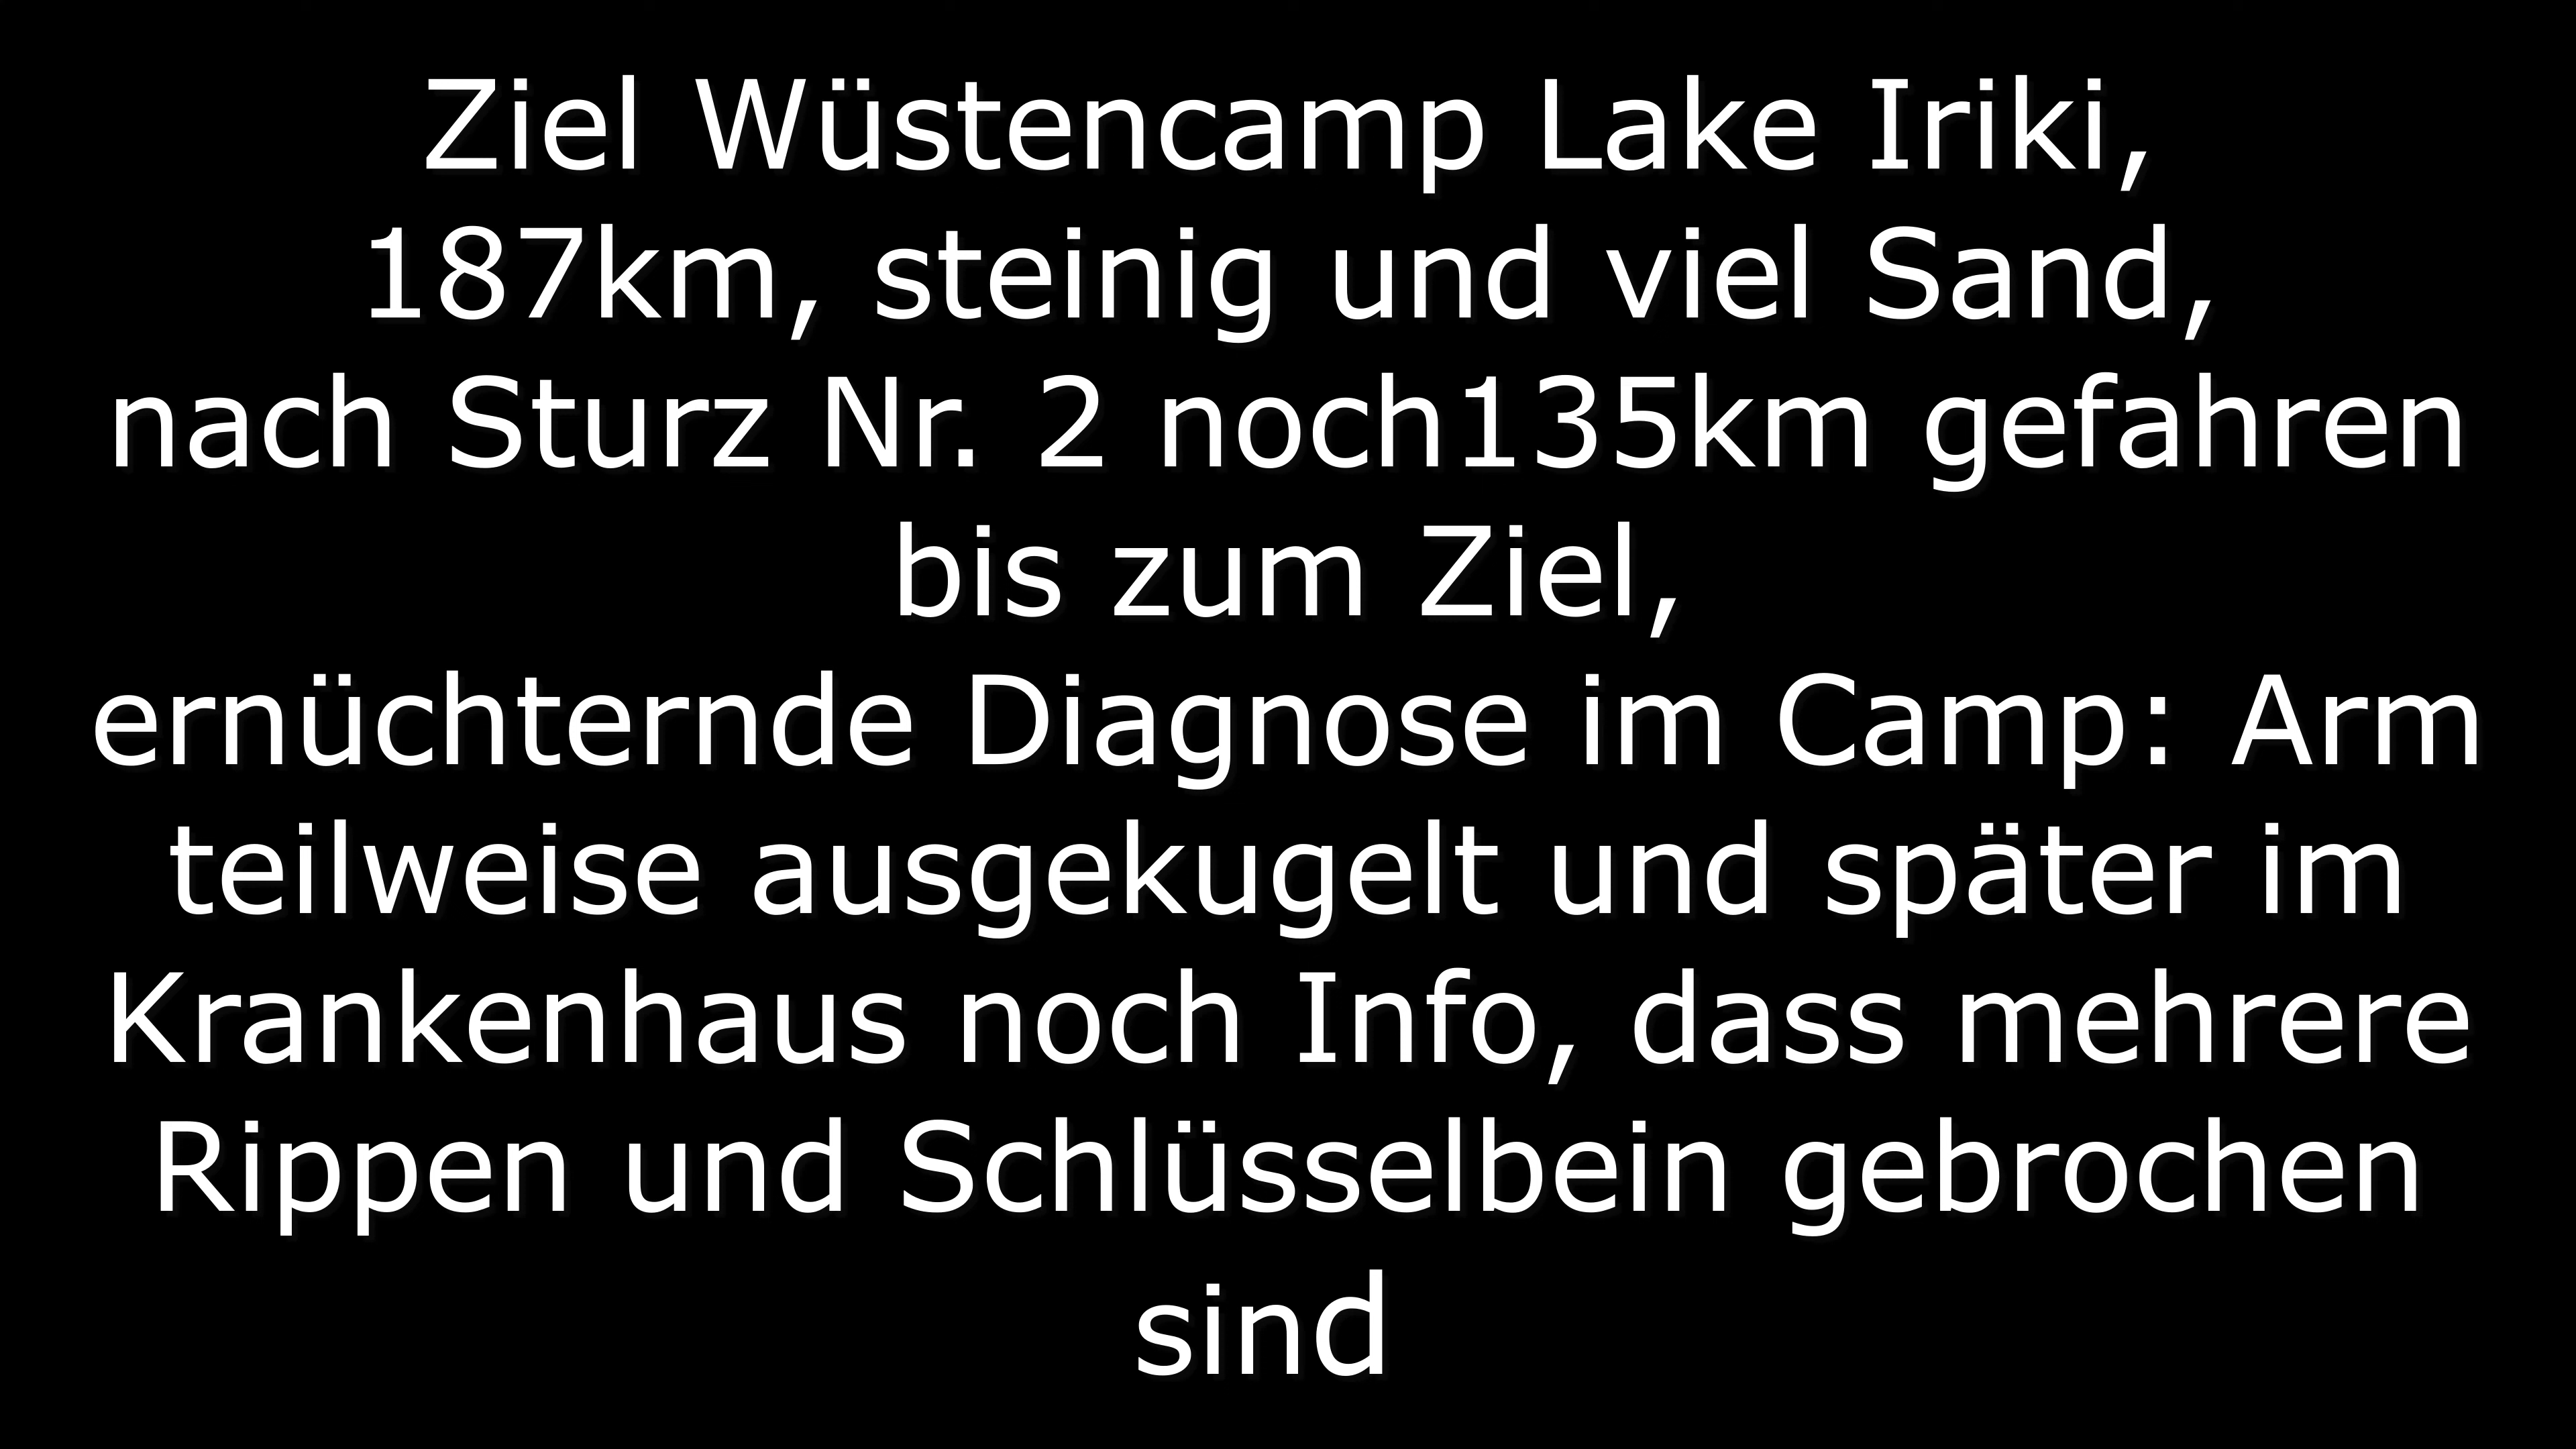 Ziel Wüstencamp Lake Iriki,
187km, steinig und viel Sand,
nach Sturz Nr. 2 noch135km gefahren
bis zum Ziel,
ernüchternde Diagnose im Camp: Arm
teilweise ausgekugelt und später im
Krankenhaus noch Info, dass mehrere
Rippen und Schlüsselbein gebrochen
sind